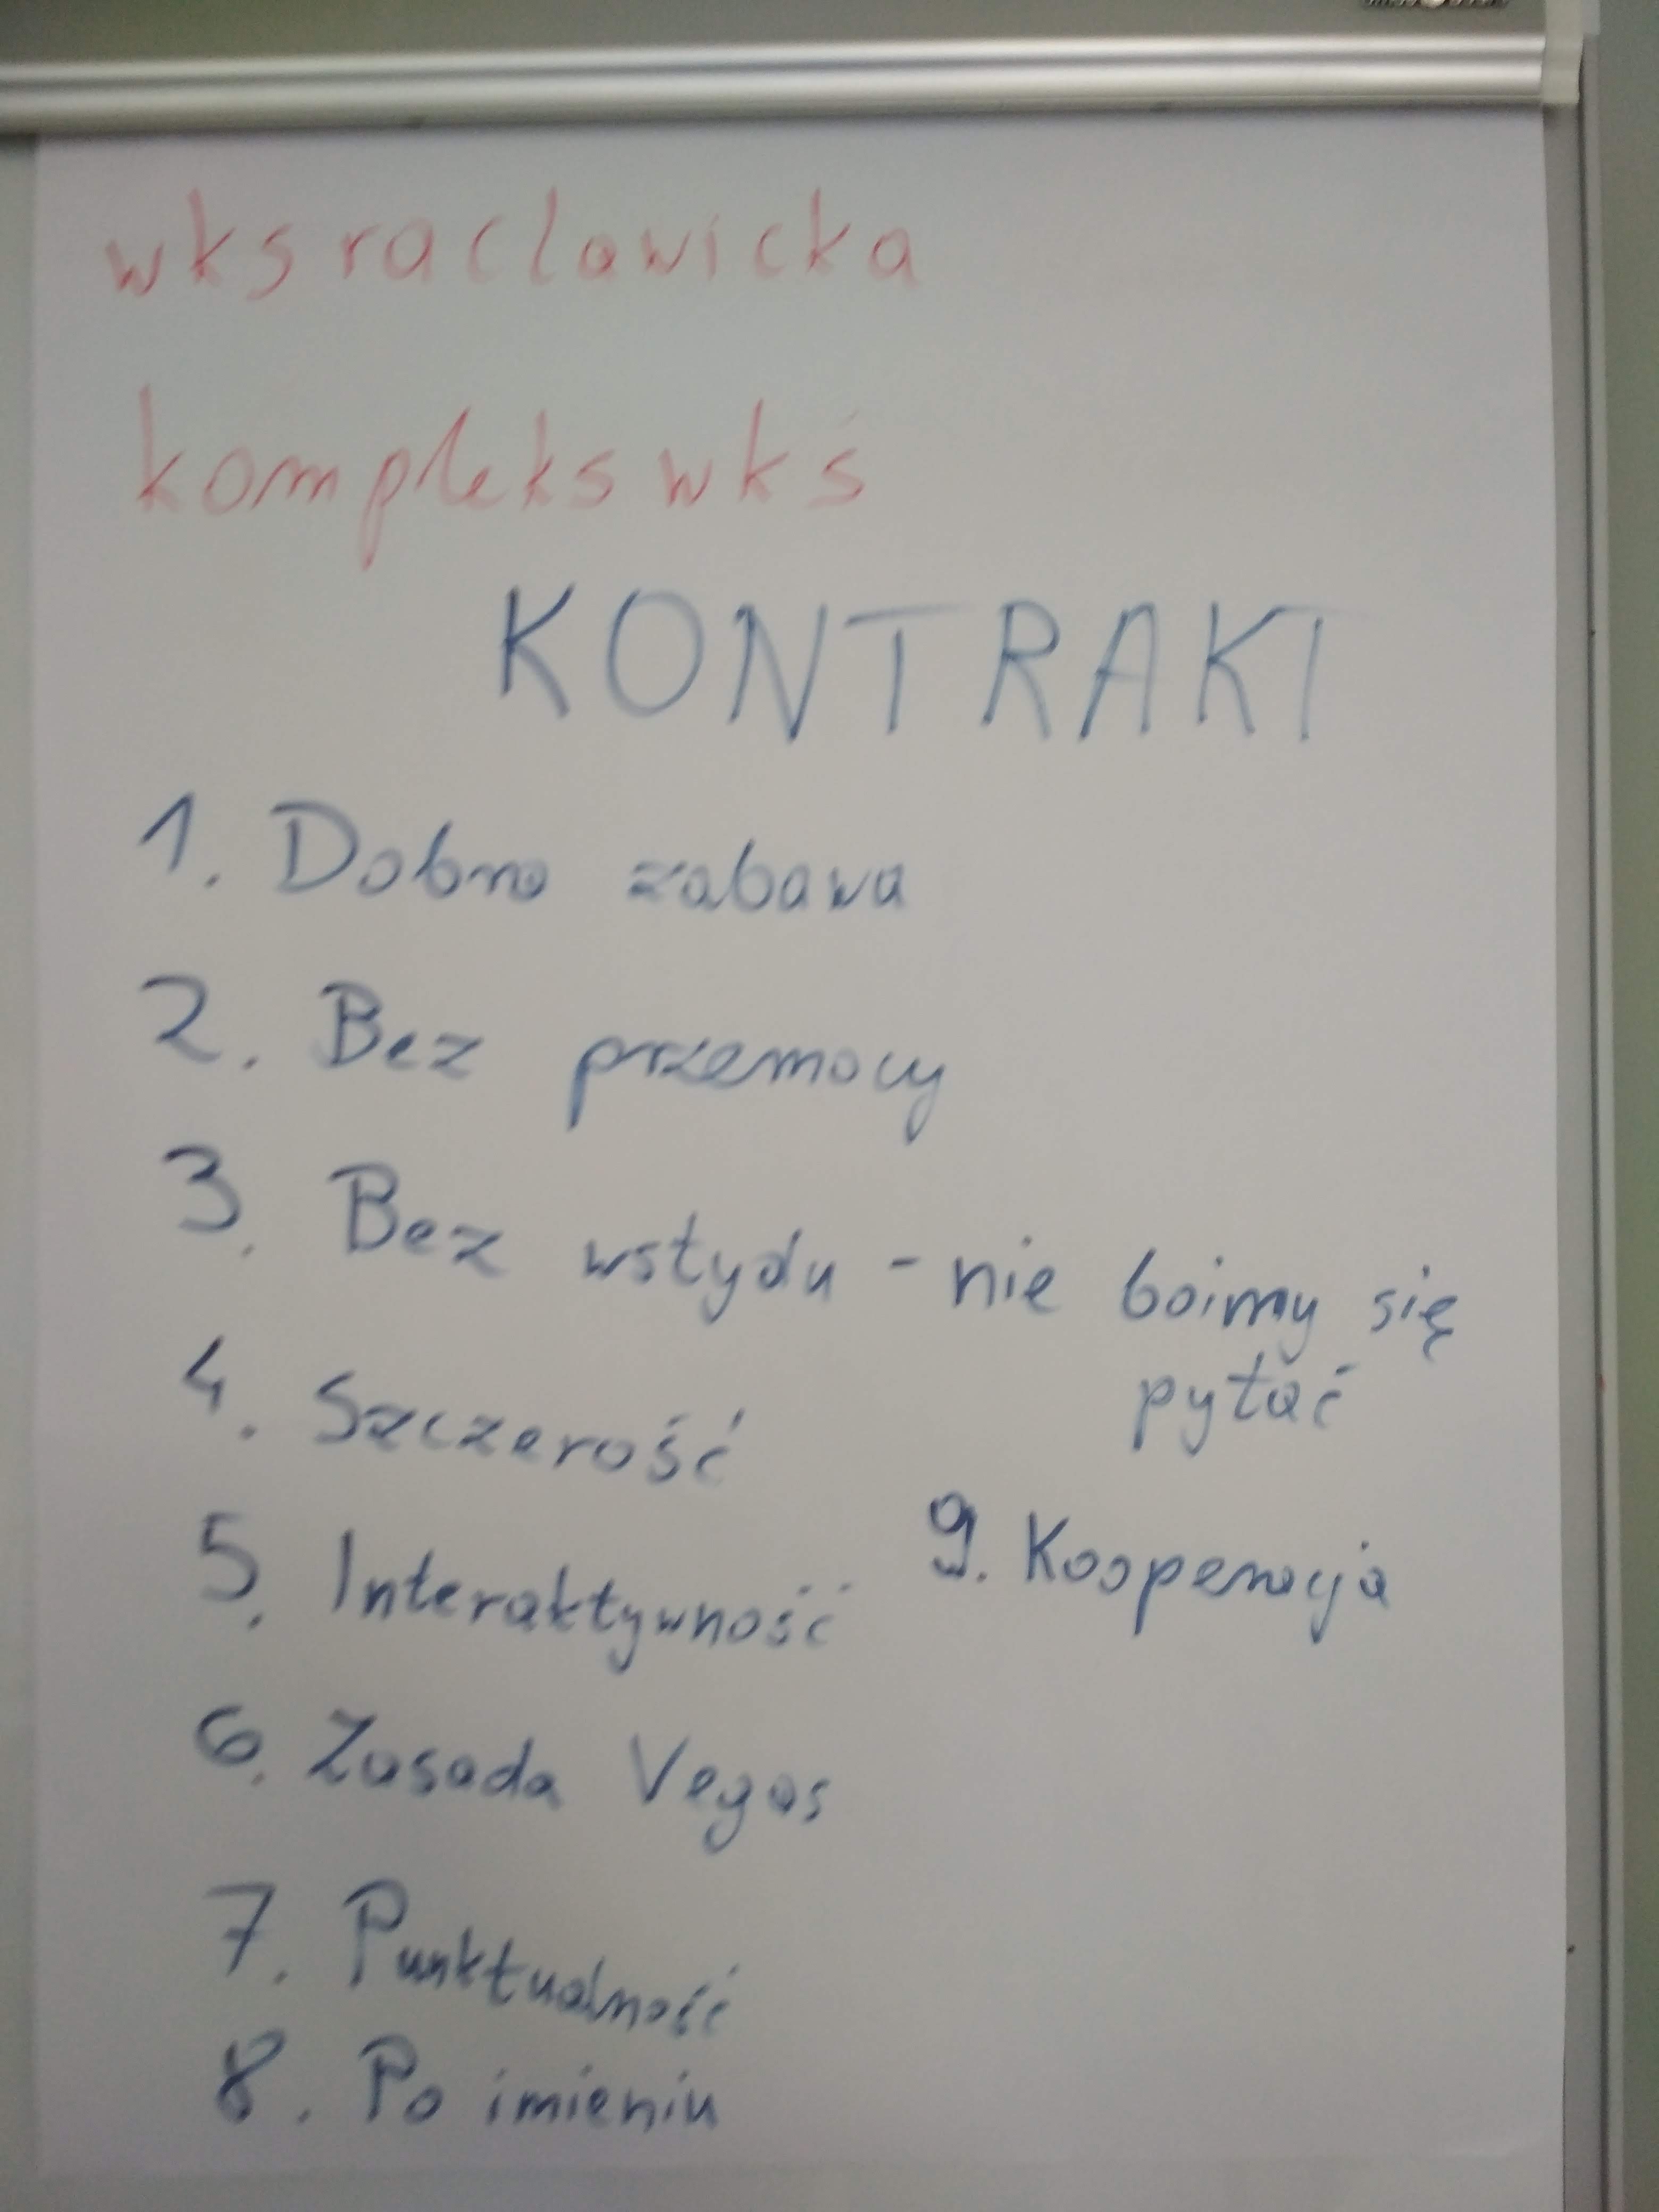 wksraclawicka
komplekswkś
KONTRAKT
1. Dobra zabawa
2. Bez przemocy
3. Bez wstydu - nie boimy się
pytać
4. Szczerość
5. Interaktywność
6. Zasada Vegas
7. Punktualność
8. Po imieniu
9. Kooperacja